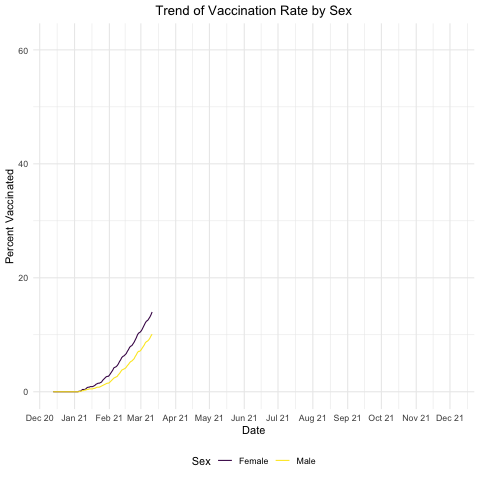 Trend of Vaccination Rate by Sex
Percent Vaccinated
60
40
20
0
Dec 20 Jan 21 Feb 21 Mar 21 Apr 21 May 21 Jun 21 Jul 21 Aug 21 Sep 21 Oct 21 Nov 21 Dec 21
Date
Sex Female Male